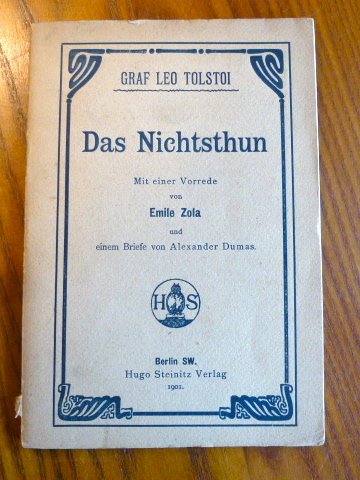 GRAF LEO TOLSTOI
Das Nichtsthun
Mit einer Vorrede
von
Emile Zola
und
einem Briefe von Alexander Dumas.
H S
Berlin SW.
Hugo Steinitz Verlag
1901.